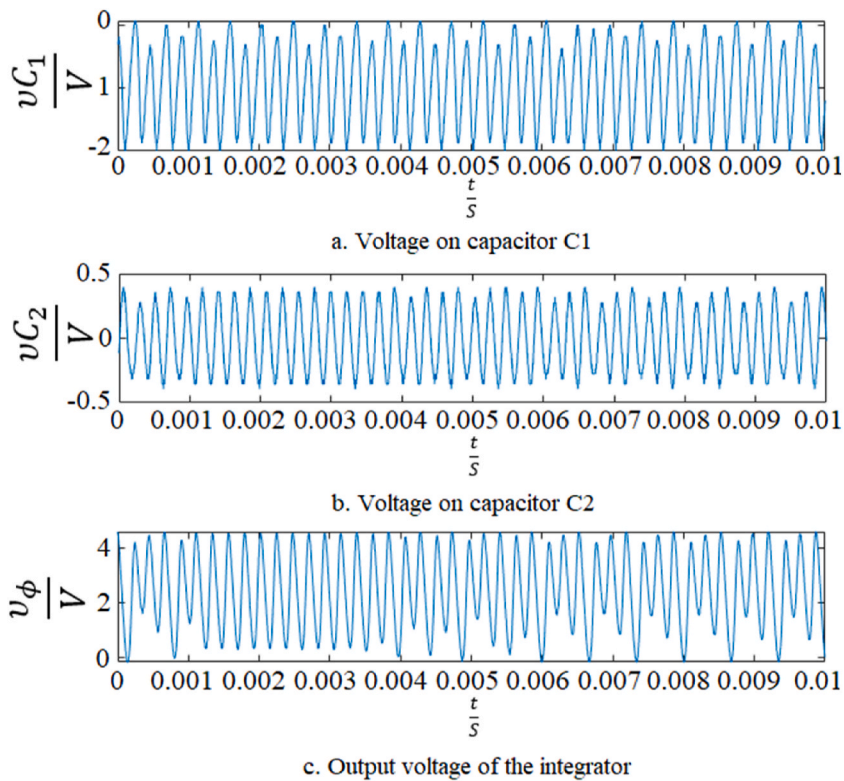 υC₁/V
0
1
-2
0 0.001 0.002 0.003 0.004 0.005 0.006 0.007 0.008 0.009 0.01
t/S
a. Voltage on capacitor C1
υC₂/V
0.5
0
-0.5
0 0.001 0.002 0.003 0.004 0.005 0.006 0.007 0.008 0.009 0.01
t/S
b. Voltage on capacitor C2
υ_ϕ/V
4
2
0
0 0.001 0.002 0.003 0.004 0.005 0.006 0.007 0.008 0.009 0.01
t/S
c. Output voltage of the integrator